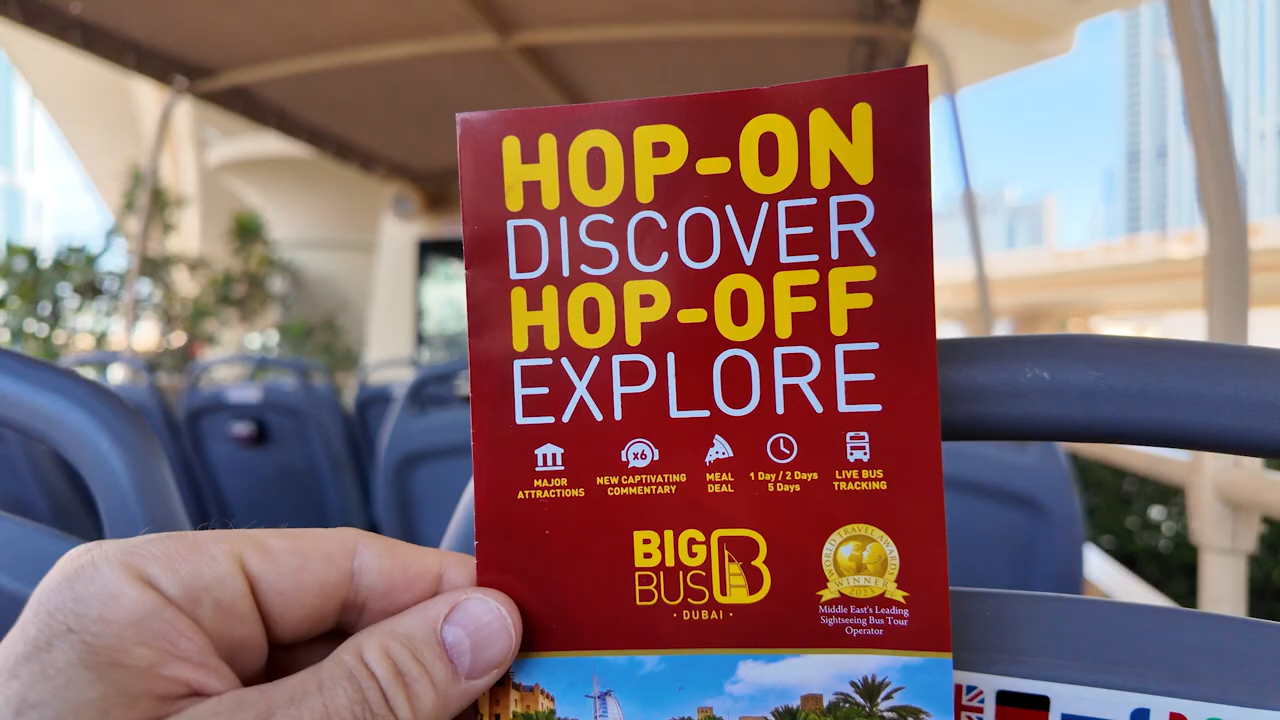 HOP-ON
DISCOVER
HOP-OFF
EXPLORE
MAJOR
ATTRACTIONS
x6
NEW CAPTIVATING
COMMENTARY
MEAL
DEAL
1 Day / 2 Days
5 Days
LIVE BUS
TRACKING
BIG
BUS
B
• DUBAI •
WORLD TRAVEL AWARDS
WINNER
2023
Middle East's Leading
Sightseeing Bus Tour
Operator